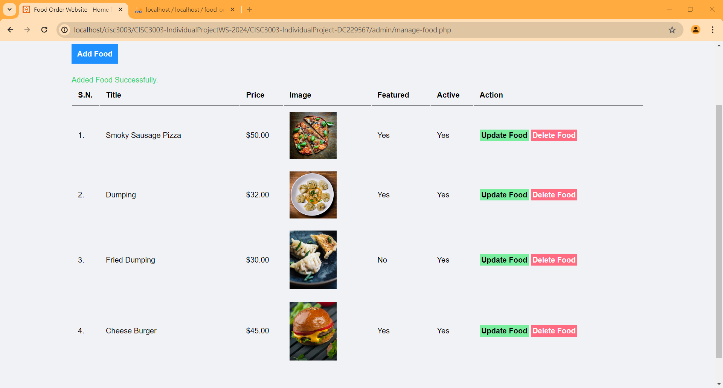 Food Order Website - Home
localhost / localhost / food
localhost/cisc3003/CISC3003-IndividualProjectWS-2024/CISC3003-IndividualProject-DC229567/admin/manage-food.php
Add Food
Added Food Successfully.
S.N. Title Price Image Featured Active Action
1. Smoky Sausage Pizza $50.00 Yes Yes Update Food Delete Food
2. Dumping $32.00 Yes Yes Update Food Delete Food
3. Fried Dumping $30.00 No Yes Update Food Delete Food
4. Cheese Burger $45.00 Yes Yes Update Food Delete Food